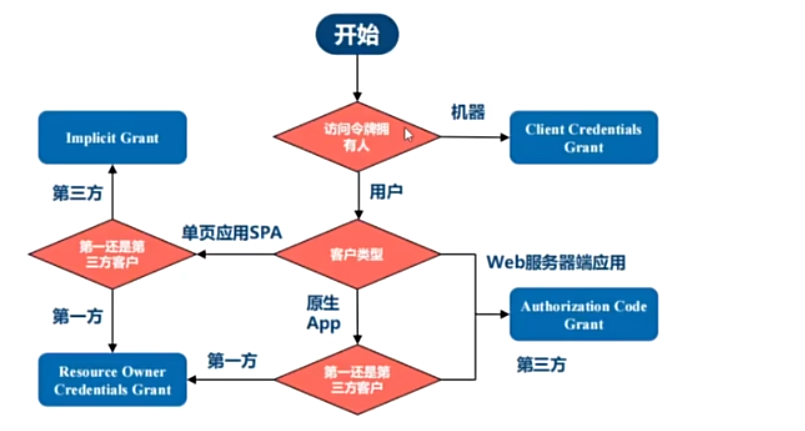 开始
机器
访问令牌拥
有人
Client Credentials
Grant
Implicit Grant
用户
第三方
单页应用SPA
第一还是第
三方客户
客户类型
Web服务器端应用
原生
App
第一方
Authorization Code
Grant
第一方
第三方
Resource Owner
Credentials Grant
第一还是第
三方客户